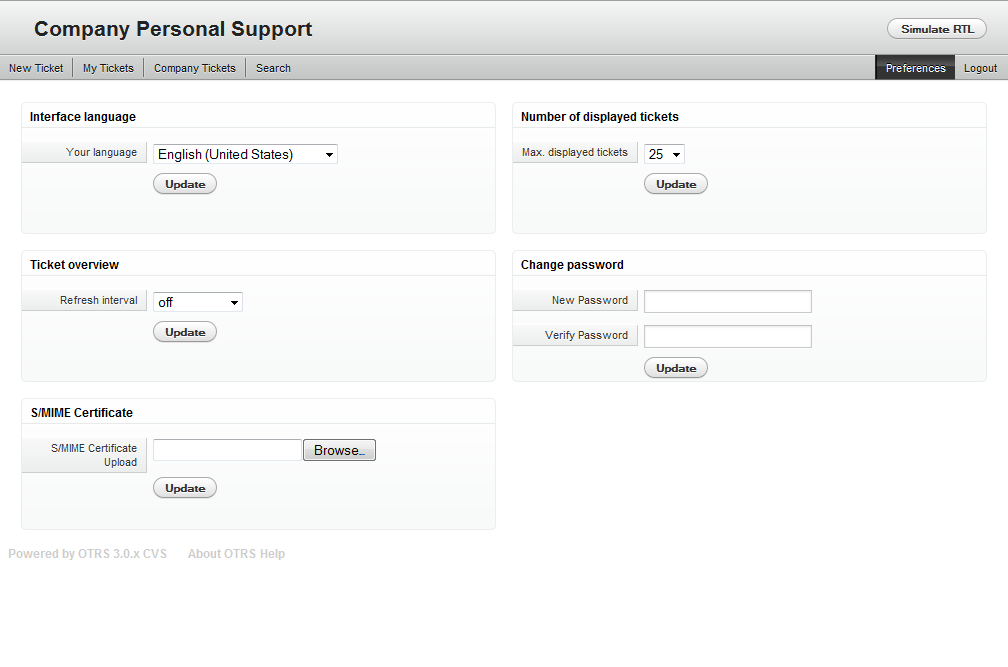 Company Personal Support
Simulate RTL
New Ticket
My Tickets
Company Tickets
Search
Preferences
Logout
Interface language
Your language
English (United States)
Update
Number of displayed tickets
Max. displayed tickets
25
Update
Ticket overview
Refresh interval
off
Update
Change password
New Password
Verify Password
Update
S/MIME Certificate
S/MIME Certificate
Upload
Browse...
Update
Powered by OTRS 3.0.x CVS
About OTRS Help